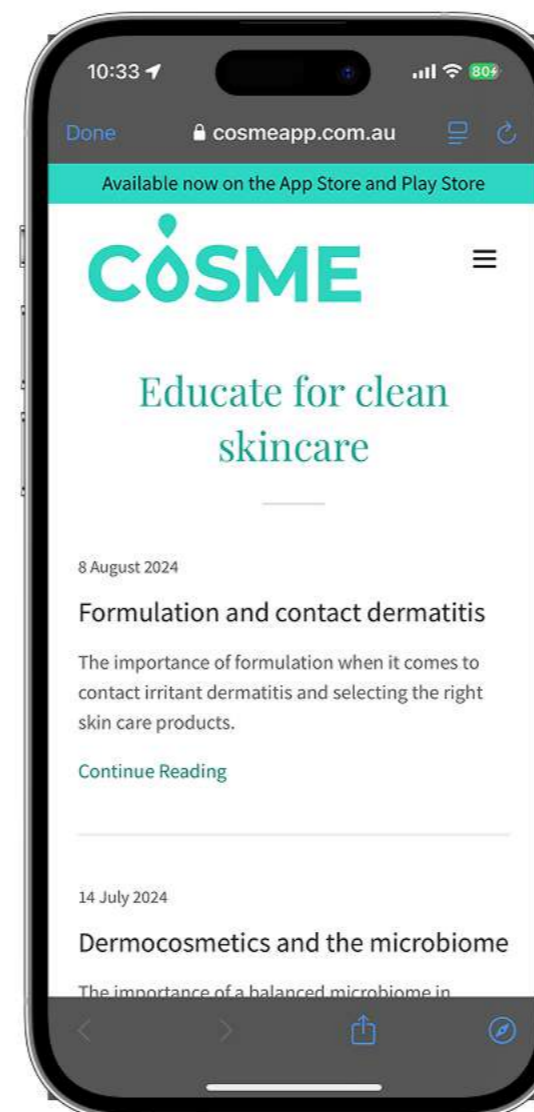 10:33
80
Done
cosmeapp.com.au
Available now on the App Store and Play Store
COSME
Educate for clean
skincare
8 August 2024
Formulation and contact dermatitis
The importance of formulation when it comes to
contact irritant dermatitis and selecting the right
skin care products.
Continue Reading
14 July 2024
Dermocosmetics and the microbiome
The importance of a balanced microbiome in